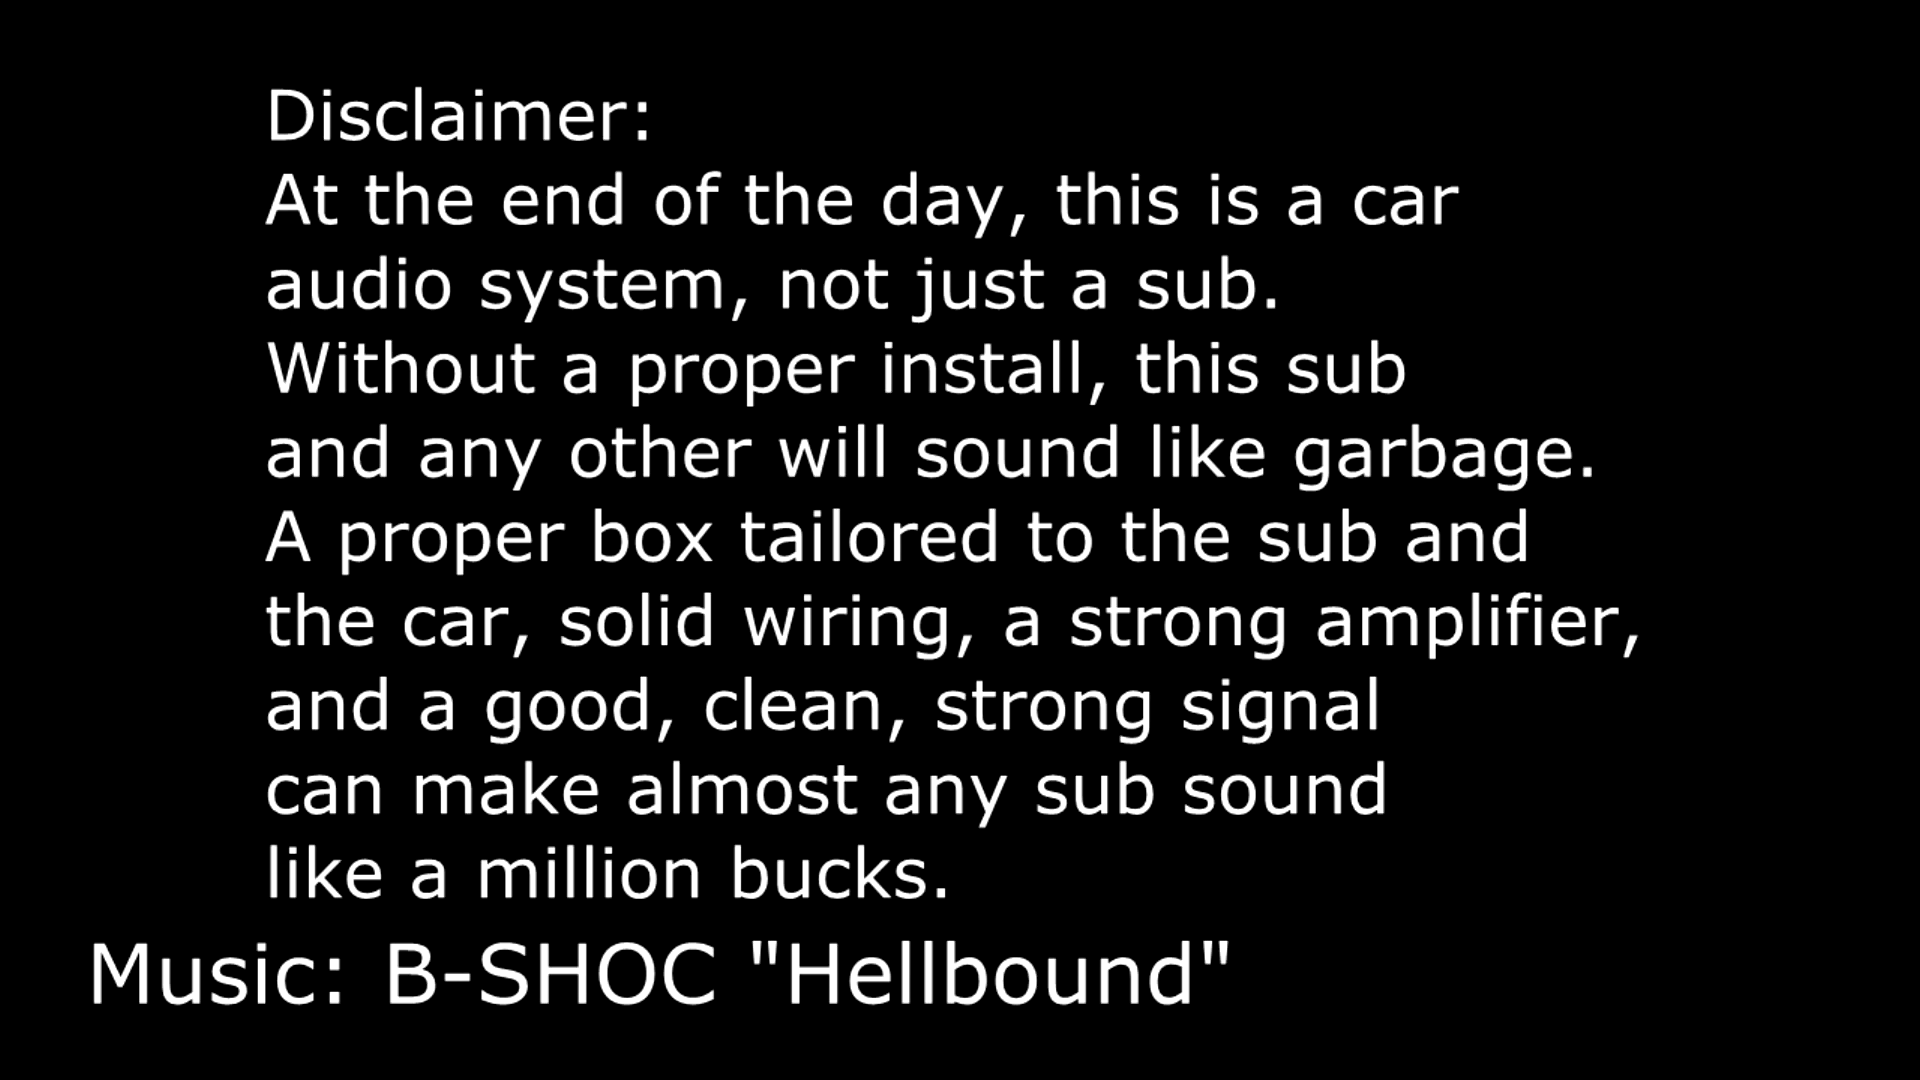 Disclaimer:
At the end of the day, this is a car
audio system, not just a sub.
Without a proper install, this sub
and any other will sound like garbage.
A proper box tailored to the sub and
the car, solid wiring, a strong amplifier,
and a good, clean, strong signal
can make almost any sub sound
like a million bucks.
Music: B-SHOC "Hellbound"